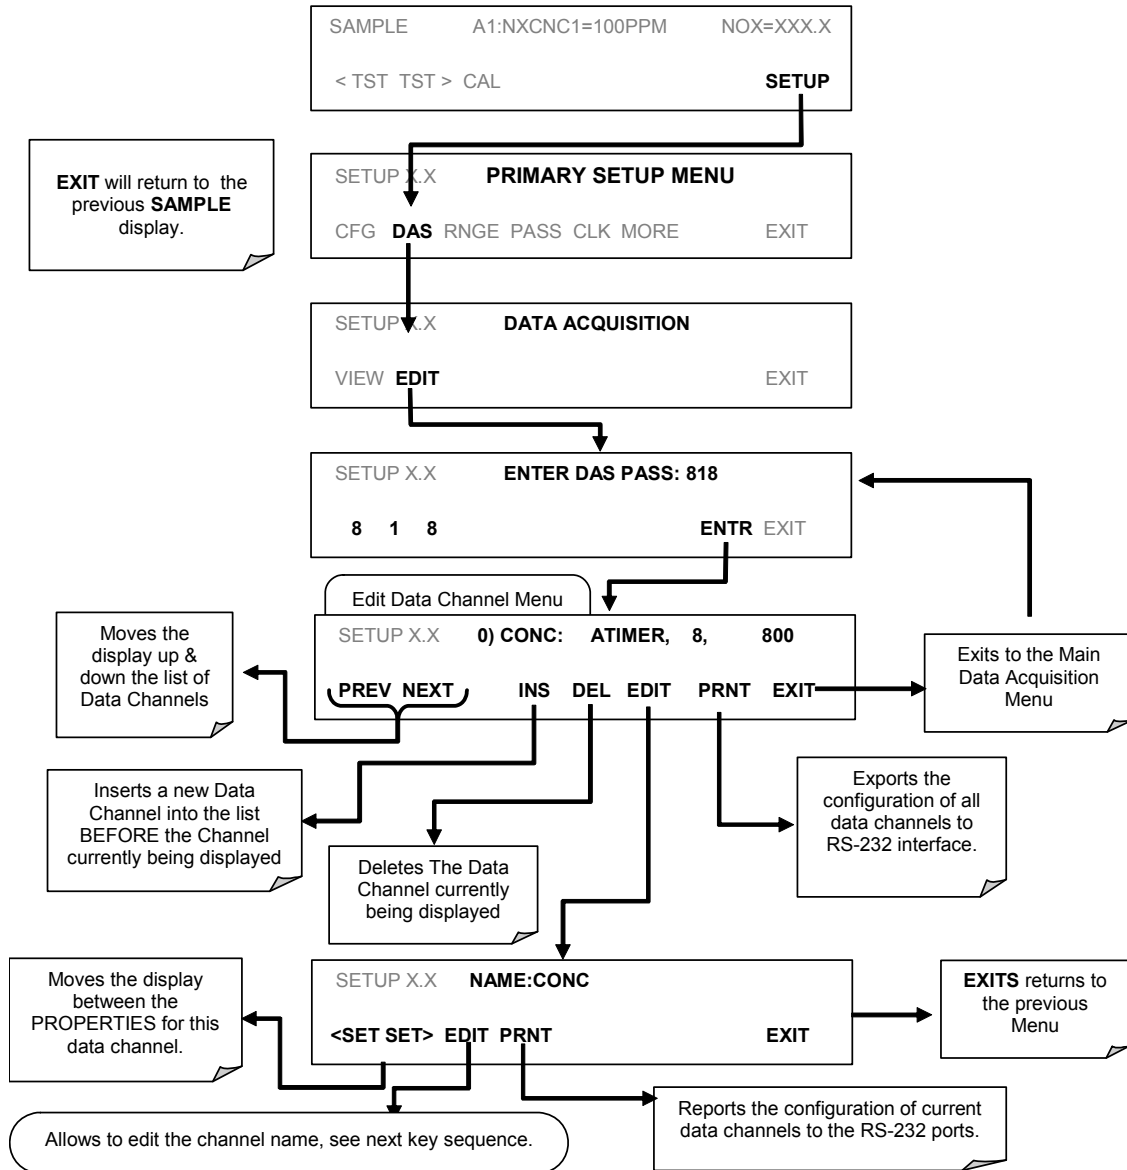 SAMPLE A1:NXCNC1=100PPM NOX=XXX.X
< TST TST > CAL SETUP
EXIT will return to the
previous SAMPLE
display.
SETUP X.X PRIMARY SETUP MENU
CFG DAS RNGE PASS CLK MORE EXIT
SETUP X.X DATA ACQUISITION
VIEW EDIT EXIT
SETUP X.X ENTER DAS PASS: 818
8 1 8 ENTR EXIT
Edit Data Channel Menu
SETUP X.X 0) CONC: ATIMER, 8, 800
PREV NEXT INS DEL EDIT PRNT EXIT
Moves the
display up &
down the list of
Data Channels
Exits to the Main
Data Acquisition
Menu
Inserts a new Data
Channel into the list
BEFORE the Channel
currently being displayed
Deletes The Data
Channel currently
being displayed
Exports the
configuration of all
data channels to
RS-232 interface.
Moves the display
between the
PROPERTIES for this
data channel.
SETUP X.X NAME:CONC
<SET SET> EDIT PRNT EXIT
EXITS returns to
the previous
Menu
Allows to edit the channel name, see next key sequence.
Reports the configuration of current
data channels to the RS-232 ports.